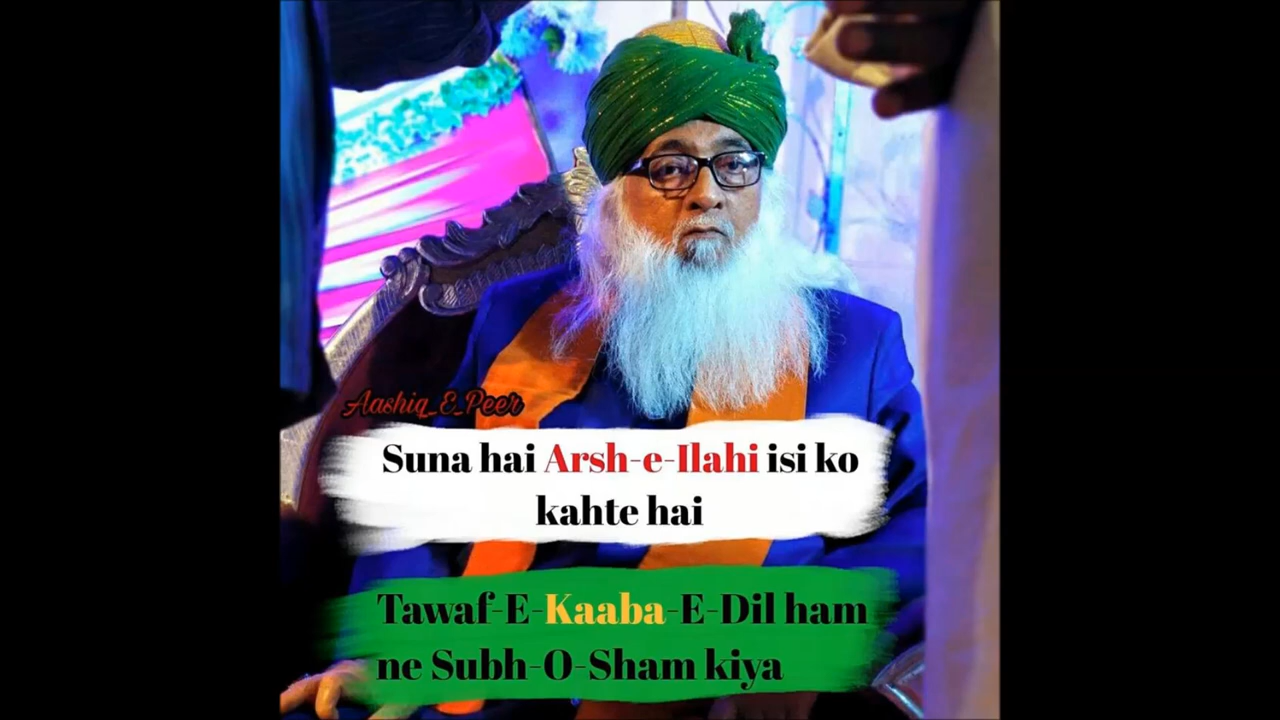 Aashiq_E_Peer
Suna hai Arsh-e-Ilahi isi ko
kahte hai
Tawaf-E-Kaaba-E-Dil ham
ne Subh-O-Sham kiya